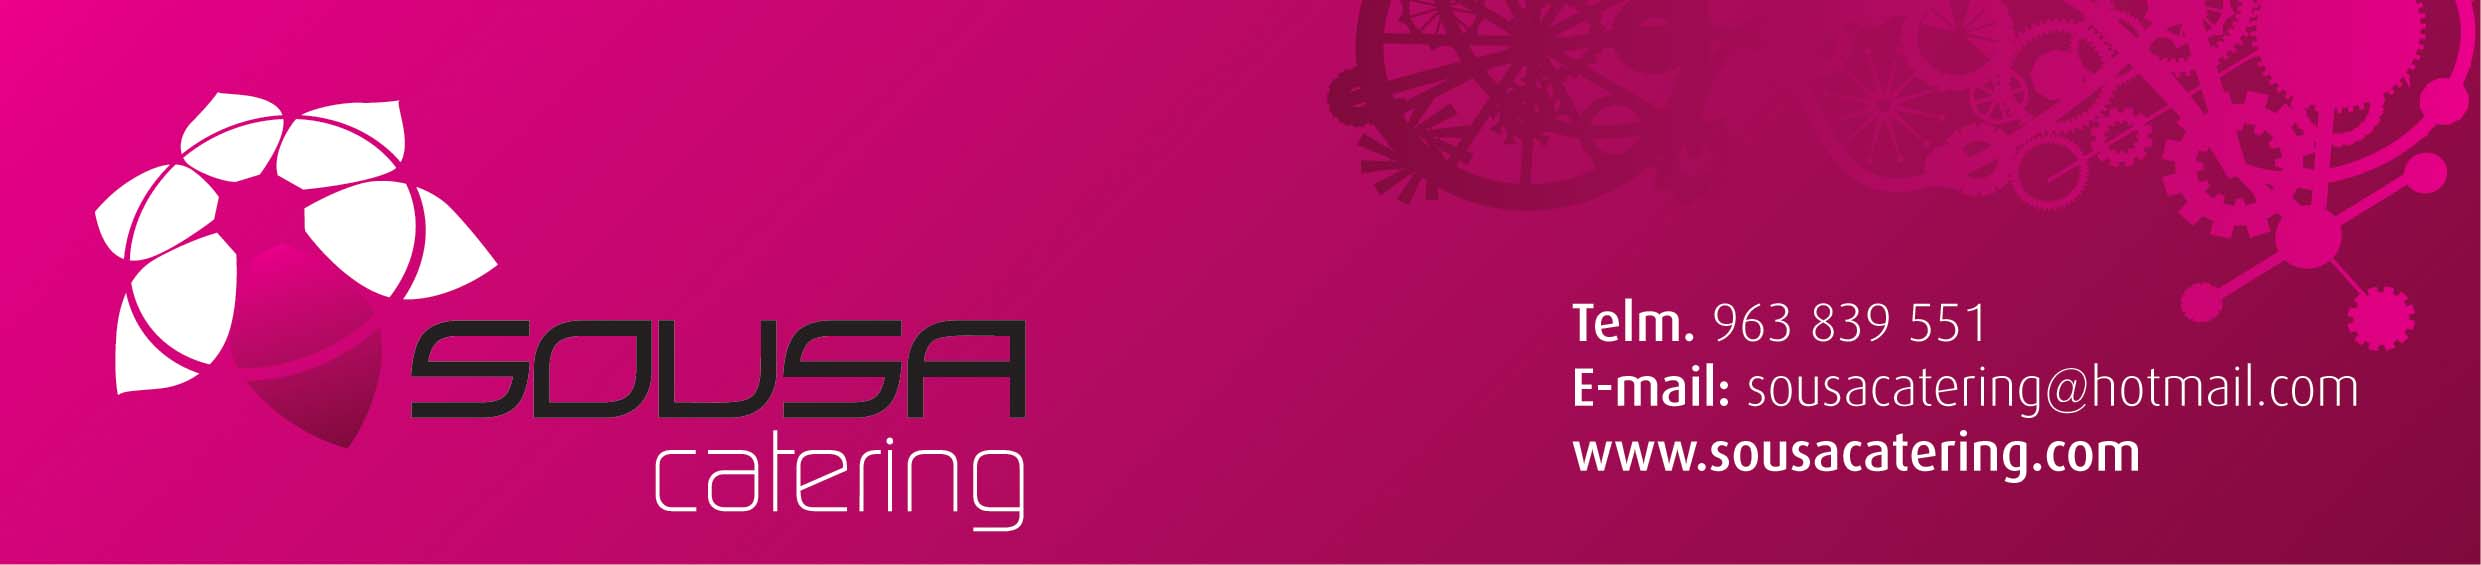 SOUSA
catering
Telm. 963 839 551
E-mail: sousacatering@hotmail.com
www.sousacatering.com